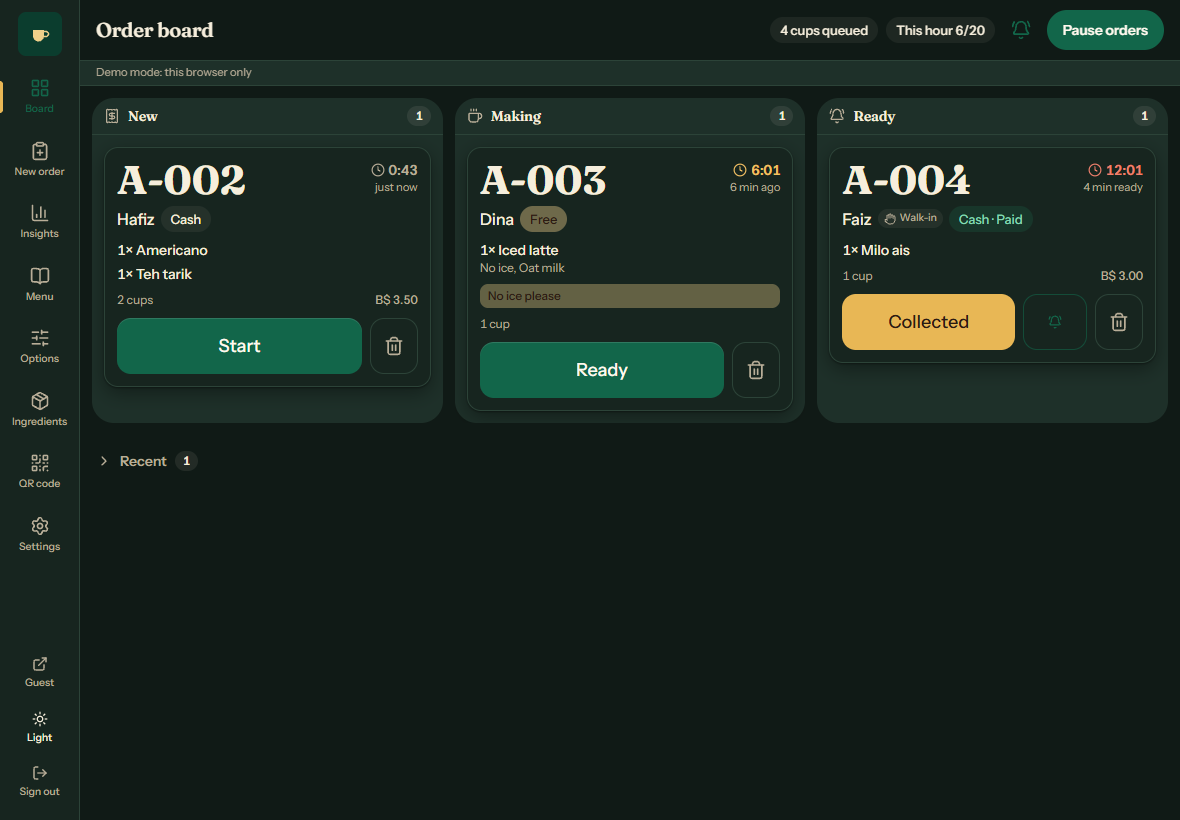 Order board
4 cups queued
This hour 6/20
Pause orders
Demo mode: this browser only
Board
New order
Insights
Menu
Options
Ingredients
QR code
Settings
Guest
Light
Sign out
New 1
A-002
0:43
just now
Hafiz Cash
1× Americano
1× Teh tarik
2 cups B$ 3.50
Start
Making 1
A-003
6:01
6 min ago
Dina Free
1× Iced latte
No ice, Oat milk
No ice please
1 cup
Ready
Ready 1
A-004
12:01
4 min ready
Faiz Walk-in Cash · Paid
1× Milo ais
1 cup B$ 3.00
Collected
Recent 1